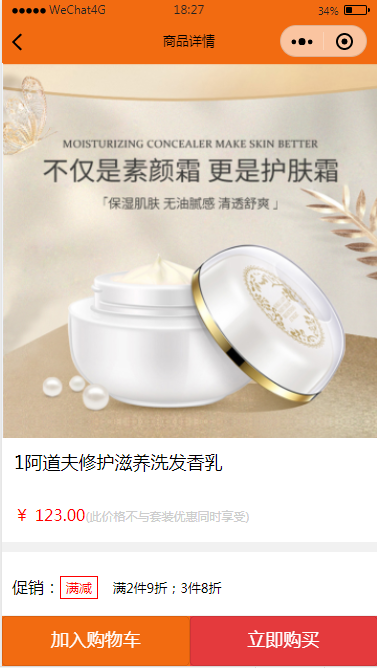 WeChat4G 18:27 34%
商品详情
MOISTURIZING CONCEALER MAKE SKIN BETTER
不仅是素颜霜 更是护肤霜
「保湿肌肤 无油腻感 清透舒爽 」
1阿道夫修护滋养洗发香乳
¥ 123.00(此价格不与套装优惠同时享受)
促销：满减 满2件9折；3件8折
加入购物车 立即购买